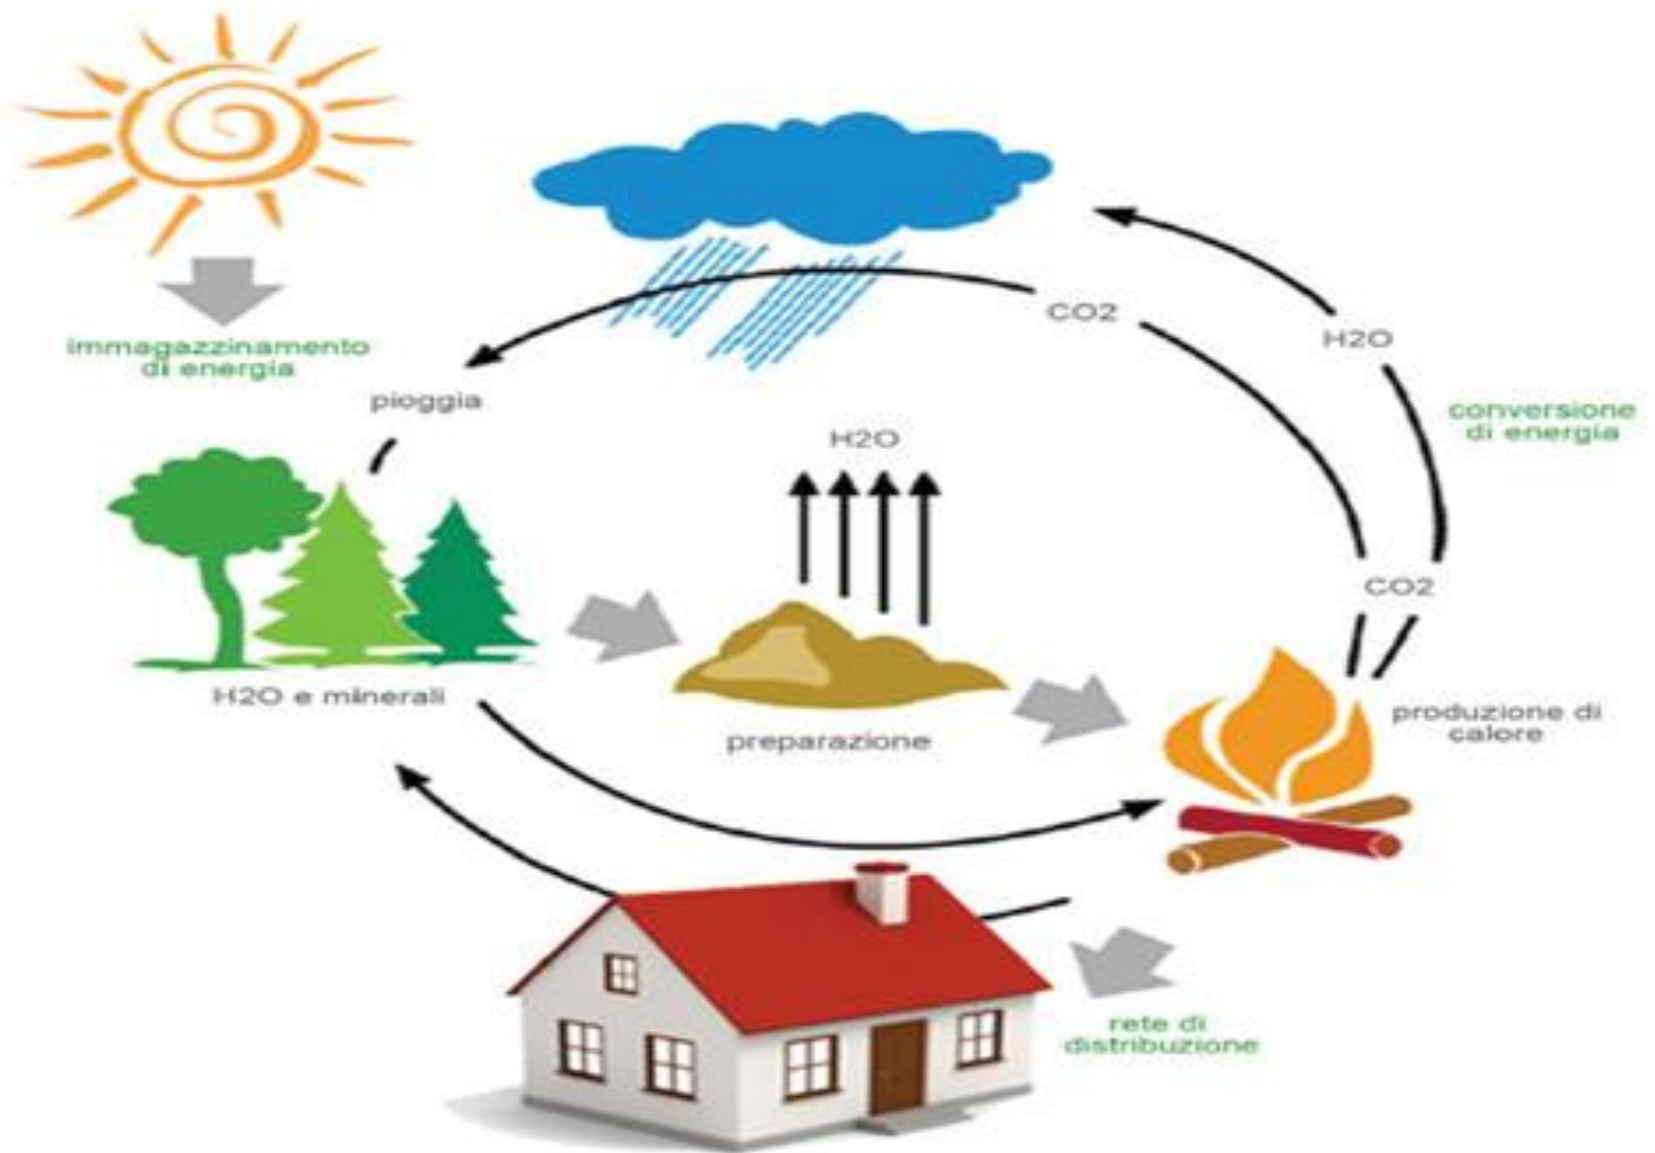 immagazzinamento
di energia
pioggia
CO2
H2O
conversione
di energia
H2O
CO2
H2O e minerali
preparazione
produzione di
calore
rete di
distribuzione